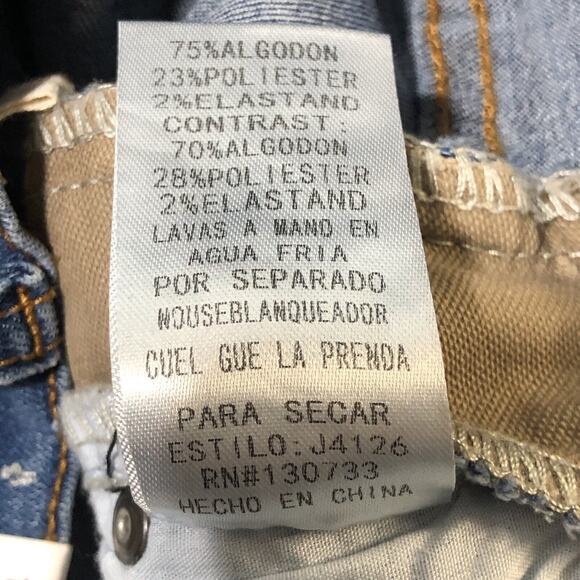 75%ALGODON
23%POLIESTER
2%ELASTAND
CONTRAST:
70%ALGODON
28%POLIESTER
2%ELASTAND
LAVAS A MANO EN
AGUA FRIA
POR SEPARADO
NOUSEBLANQUEADOR
CUEL GUE LA PRENDA
PARA SECAR
ESTILO:J4126
RN#130733
HECHO EN CHINA